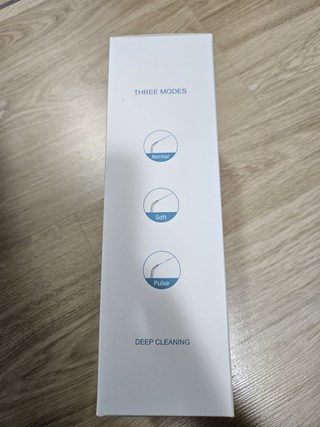 THREE MODES
Normal
Soft
Pulse
DEEP CLEANING